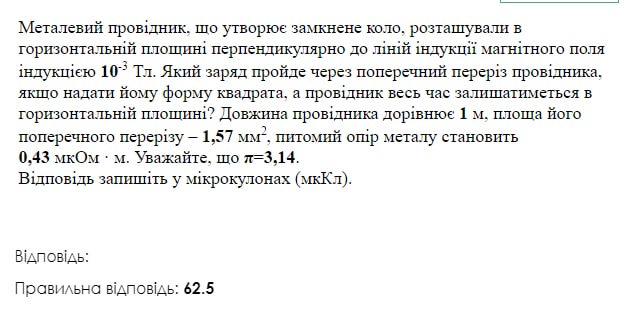 Металевий провідник, що утворює замкнене коло, розташували в
горизонтальній площині перпендикулярно до ліній індукції магнітного поля
індукцією 10⁻³ Тл. Який заряд пройде через поперечний переріз провідника,
якщо надати йому форму квадрата, а провідник весь час залишатиметься в
горизонтальній площині? Довжина провідника дорівнює 1 м, площа його
поперечного перерізу – 1,57 мм², питомий опір металу становить
0,43 мкОм · м. Уважайте, що π=3,14.
Відповідь запишіть у мікрокулонах (мкКл).
Відповідь:
Правильна відповідь: 62.5